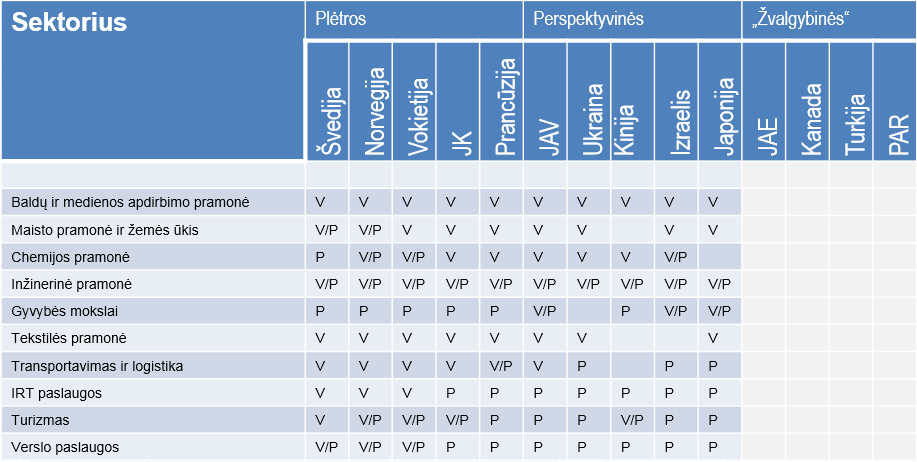 Sektorius Plėtros Perspektyvinės „Žvalgybinės“
Švedija Norvegija Vokietija JK Prancūzija JAV Ukraina Kinija Izraelis Japonija JAE Kanada Turkija PAR
Baldų ir medienos apdirbimo pramonė V V V V V V V V V V
Maisto pramonė ir žemės ūkis V/P V/P V V V V V V V
Chemijos pramonė P V/P V/P V V V V V V/P
Inžinerinė pramonė V/P V/P V/P V/P V/P V/P V/P V/P V/P V/P
Gyvybės mokslai P P P P P V/P P V/P V/P
Tekstilės pramonė V V V V V V V V
Transportavimas ir logistika V V V V V/P V P P P
IRT paslaugos V V V P P P P P P P
Turizmas V V/P V/P V/P P P P V/P P P
Verslo paslaugos V/P V/P V/P P P P P P P P